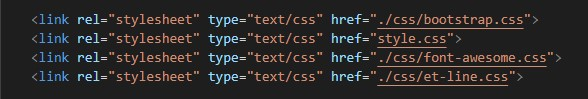 <link rel="stylesheet" type="text/css" href="./css/bootstrap.css">
<link rel="stylesheet" type="text/css" href="style.css">
<link rel="stylesheet" type="text/css" href="./css/font-awesome.css">
<link rel="stylesheet" type="text/css" href="./css/et-line.css">